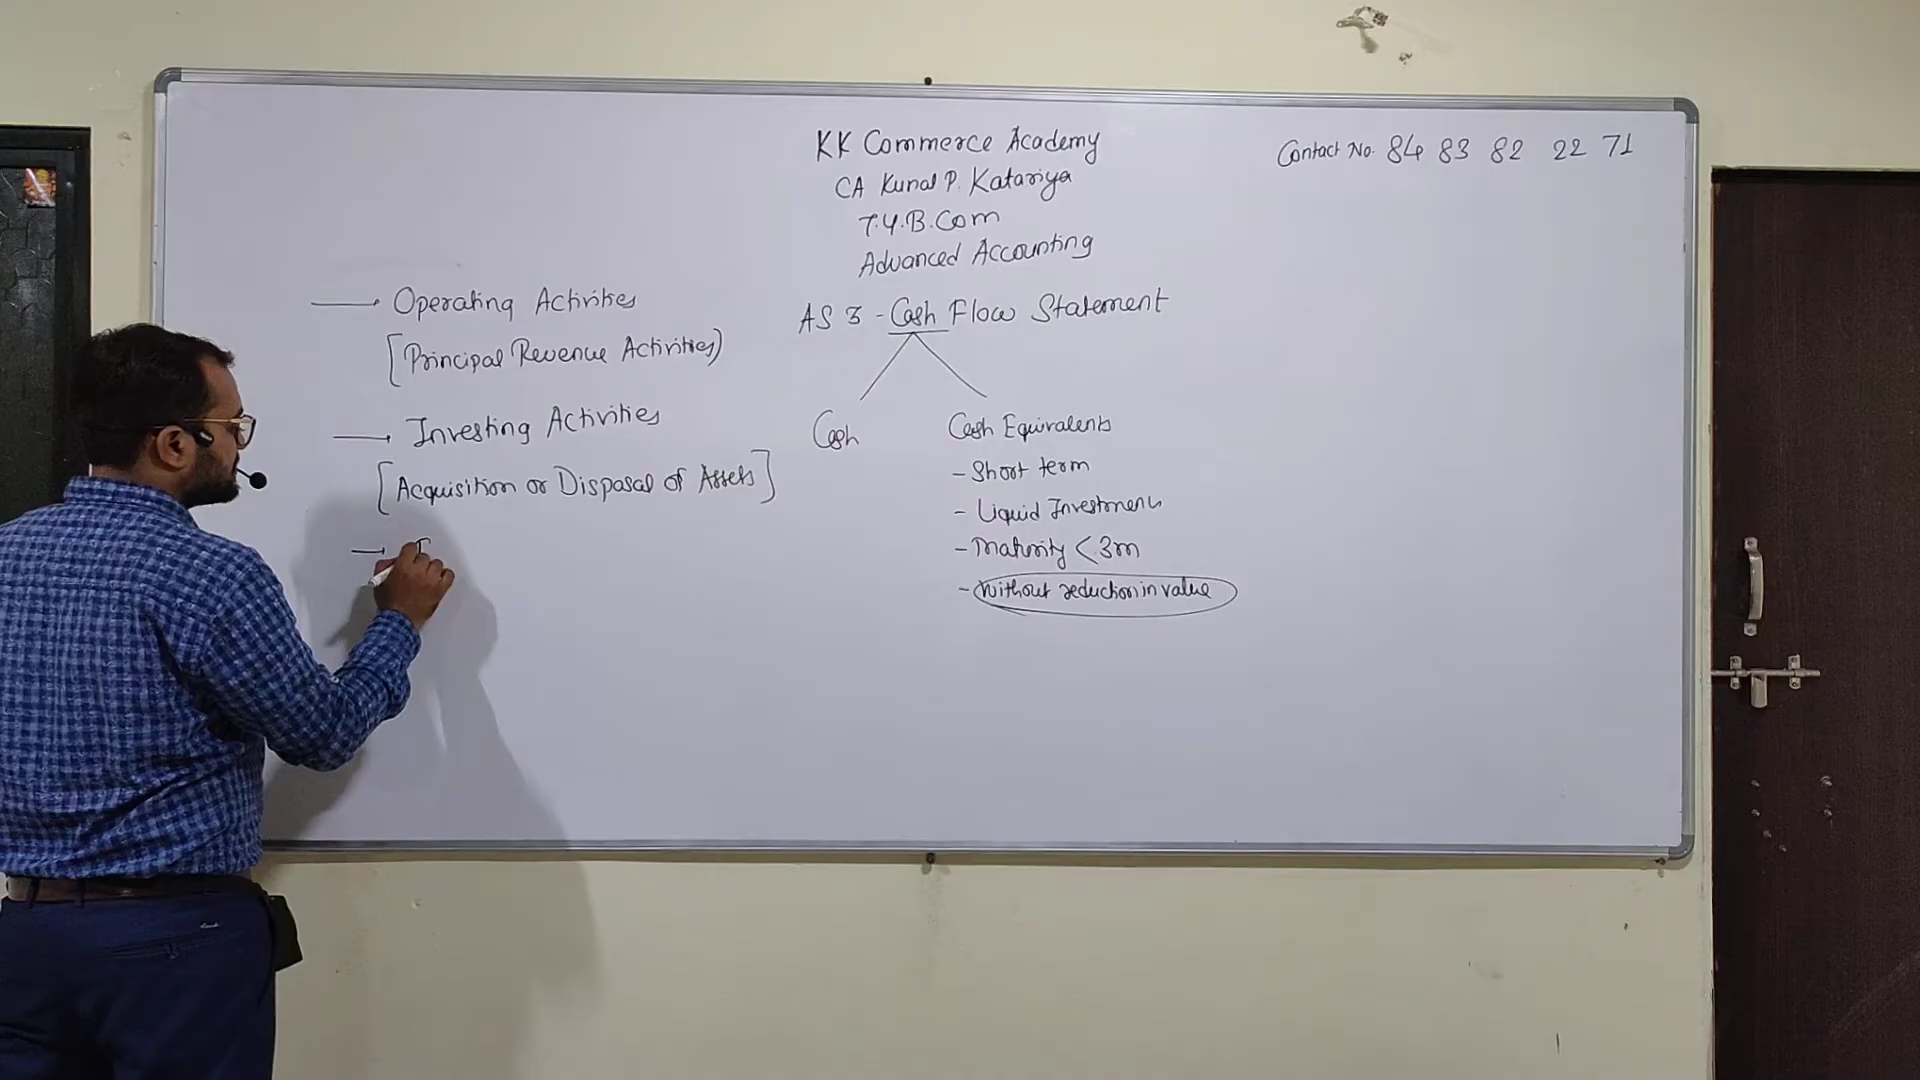 KK Commerce Academy
CA Kunal P. Katariya
T.Y.B.Com
Advanced Accounting
Contact No. 84 83 82 22 71
→ Operating Activities
[Principal Revenue Activities)
→ Investing Activities
[Acquisition or Disposal of Assets]
→ F
AS 3 - Cash Flow Statement
Cash
Cash Equivalents
- Short term
- Liquid Investments
- Maturity < 3m
- Without reduction in value